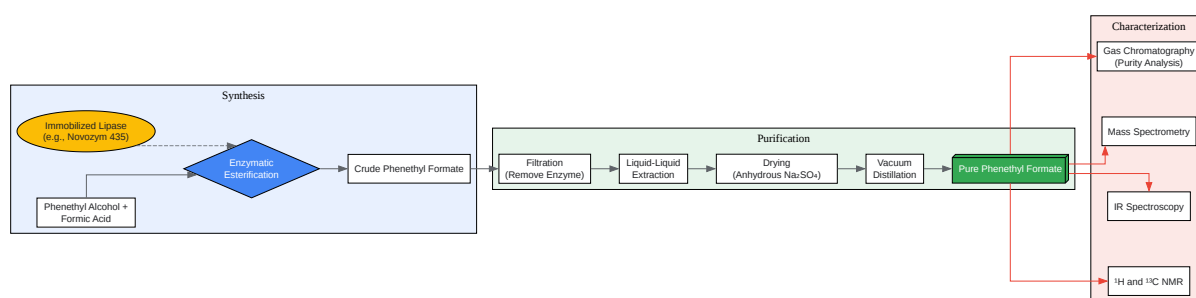 Synthesis
Immobilized Lipase
(e.g., Novozym 435)
Phenethyl Alcohol +
Formic Acid
Enzymatic
Esterification
Crude Phenethyl Formate
Purification
Filtration
(Remove Enzyme)
Liquid-Liquid
Extraction
Drying
(Anhydrous Na₂SO₄)
Vacuum
Distillation
Pure Phenethyl Formate
Characterization
Gas Chromatography
(Purity Analysis)
Mass Spectrometry
IR Spectroscopy
¹H and ¹³C NMR